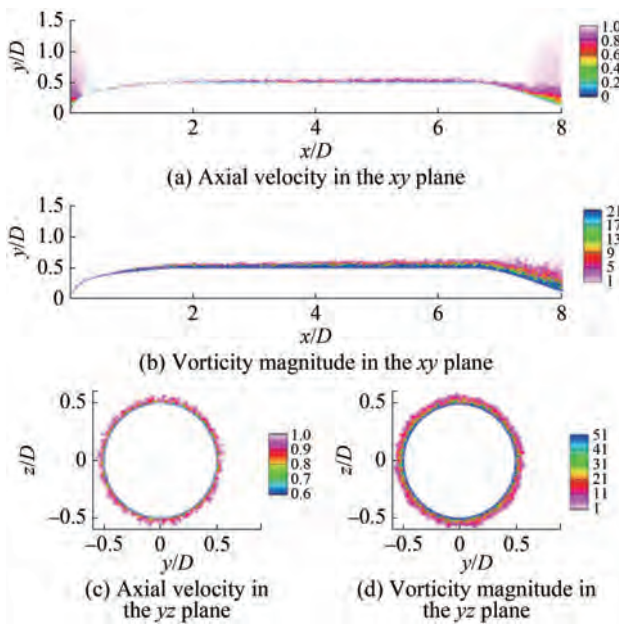 1.5
1.0
0.5
0
y/D
2 4 6 8
x/D
1.0
0.8
0.6
0.4
0.2
0
(a) Axial velocity in the xy plane
1.5
1.0
0.5
0
y/D
2 4 6 8
x/D
21
17
13
9
5
1
(b) Vorticity magnitude in the xy plane
0.5
0
−0.5
z/D
−0.5 0 0.5
y/D
1.0
0.9
0.8
0.7
0.6
(c) Axial velocity in
the yz plane
0.5
0
−0.5
z/D
−0.5 0 0.5
y/D
51
41
31
21
11
1
(d) Vorticity magnitude in
the yz plane